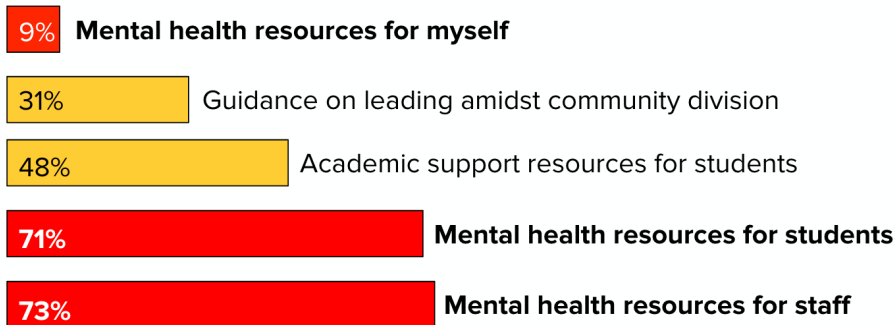 9% Mental health resources for myself
31% Guidance on leading amidst community division
48% Academic support resources for students
71% Mental health resources for students
73% Mental health resources for staff